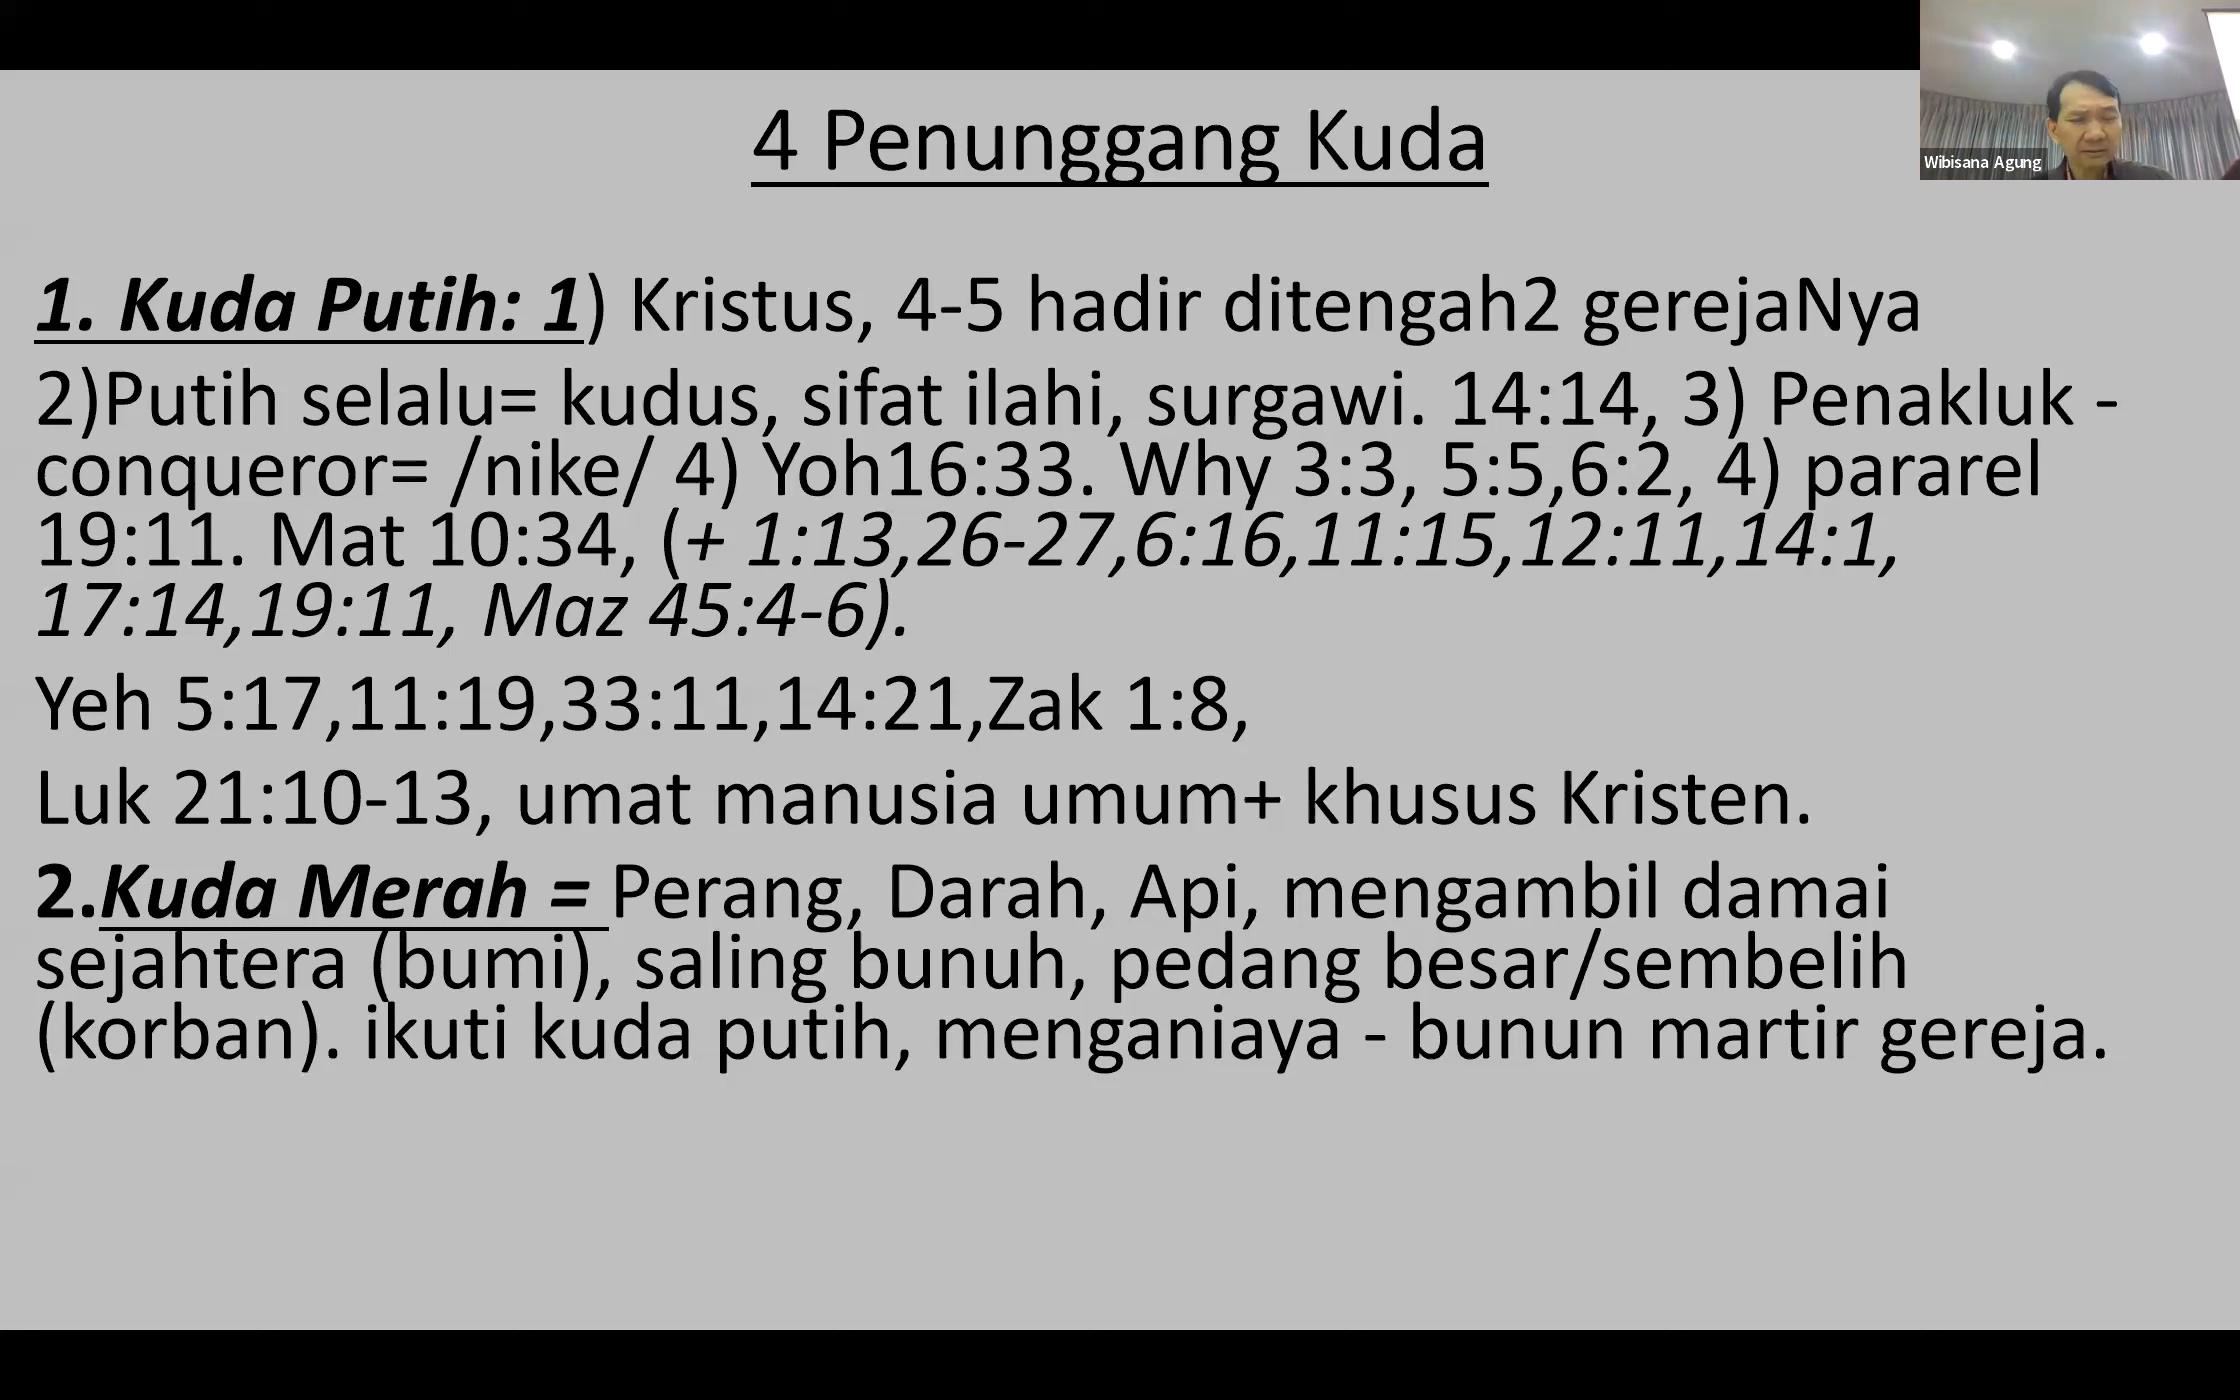 4 Penunggang Kuda
Wibisana Agung
1. Kuda Putih: 1) Kristus, 4-5 hadir ditengah2 gerejaNya
2)Putih selalu= kudus, sifat ilahi, surgawi. 14:14, 3) Penakluk -
conqueror= /nike/ 4) Yoh16:33. Why 3:3, 5:5,6:2, 4) pararel
19:11. Mat 10:34, (+ 1:13,26-27,6:16,11:15,12:11,14:1,
17:14,19:11, Maz 45:4-6).
Yeh 5:17,11:19,33:11,14:21,Zak 1:8,
Luk 21:10-13, umat manusia umum+ khusus Kristen.
2.Kuda Merah = Perang, Darah, Api, mengambil damai
sejahtera (bumi), saling bunuh, pedang besar/sembelih
(korban). ikuti kuda putih, menganiaya - bunun martir gereja.